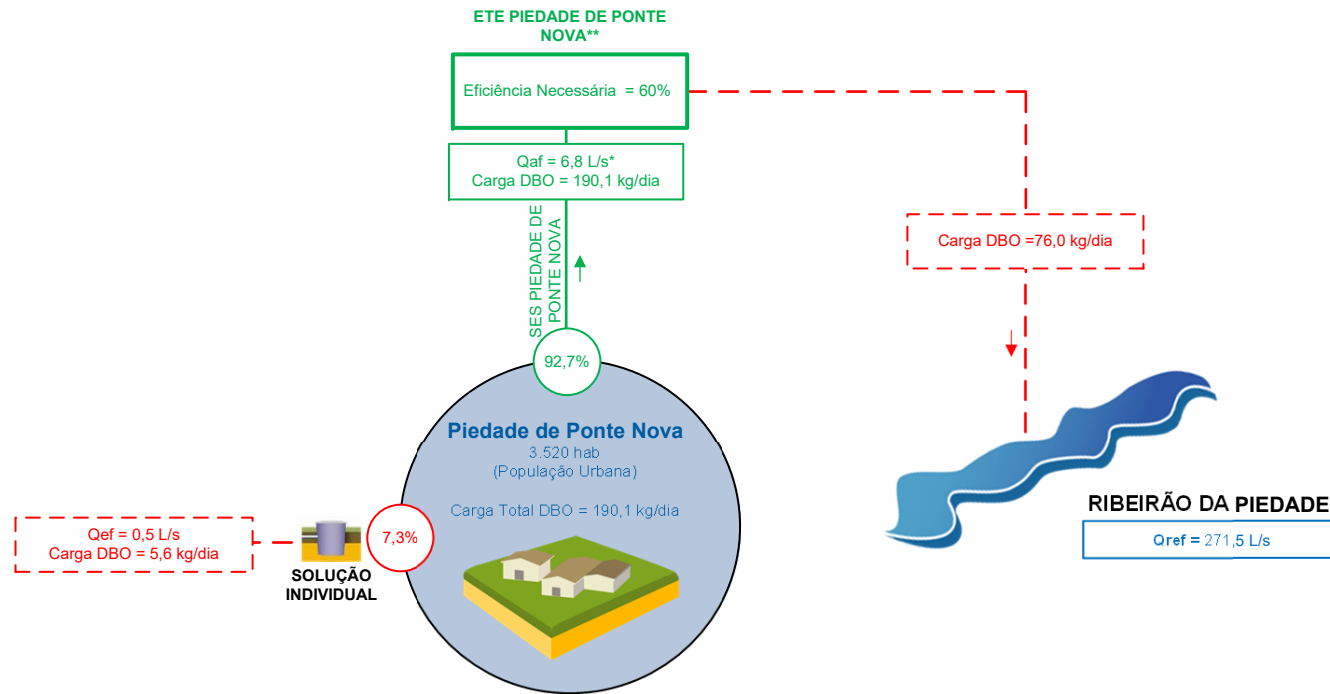 ETE PIEDADE DE PONTE
NOVA**
Eficiência Necessária = 60%
Qaf = 6,8 L/s*
Carga DBO = 190,1 kg/dia
SES PIEDADE DE
PONTE NOVA
Carga DBO =76,0 kg/dia
92,7%
Piedade de Ponte Nova
3.520 hab
(População Urbana)
Carga Total DBO = 190,1 kg/dia
7,3%
Qef = 0,5 L/s
Carga DBO = 5,6 kg/dia
SOLUÇÃO
INDIVIDUAL
RIBEIRÃO DA PIEDADE
Qref = 271,5 L/s